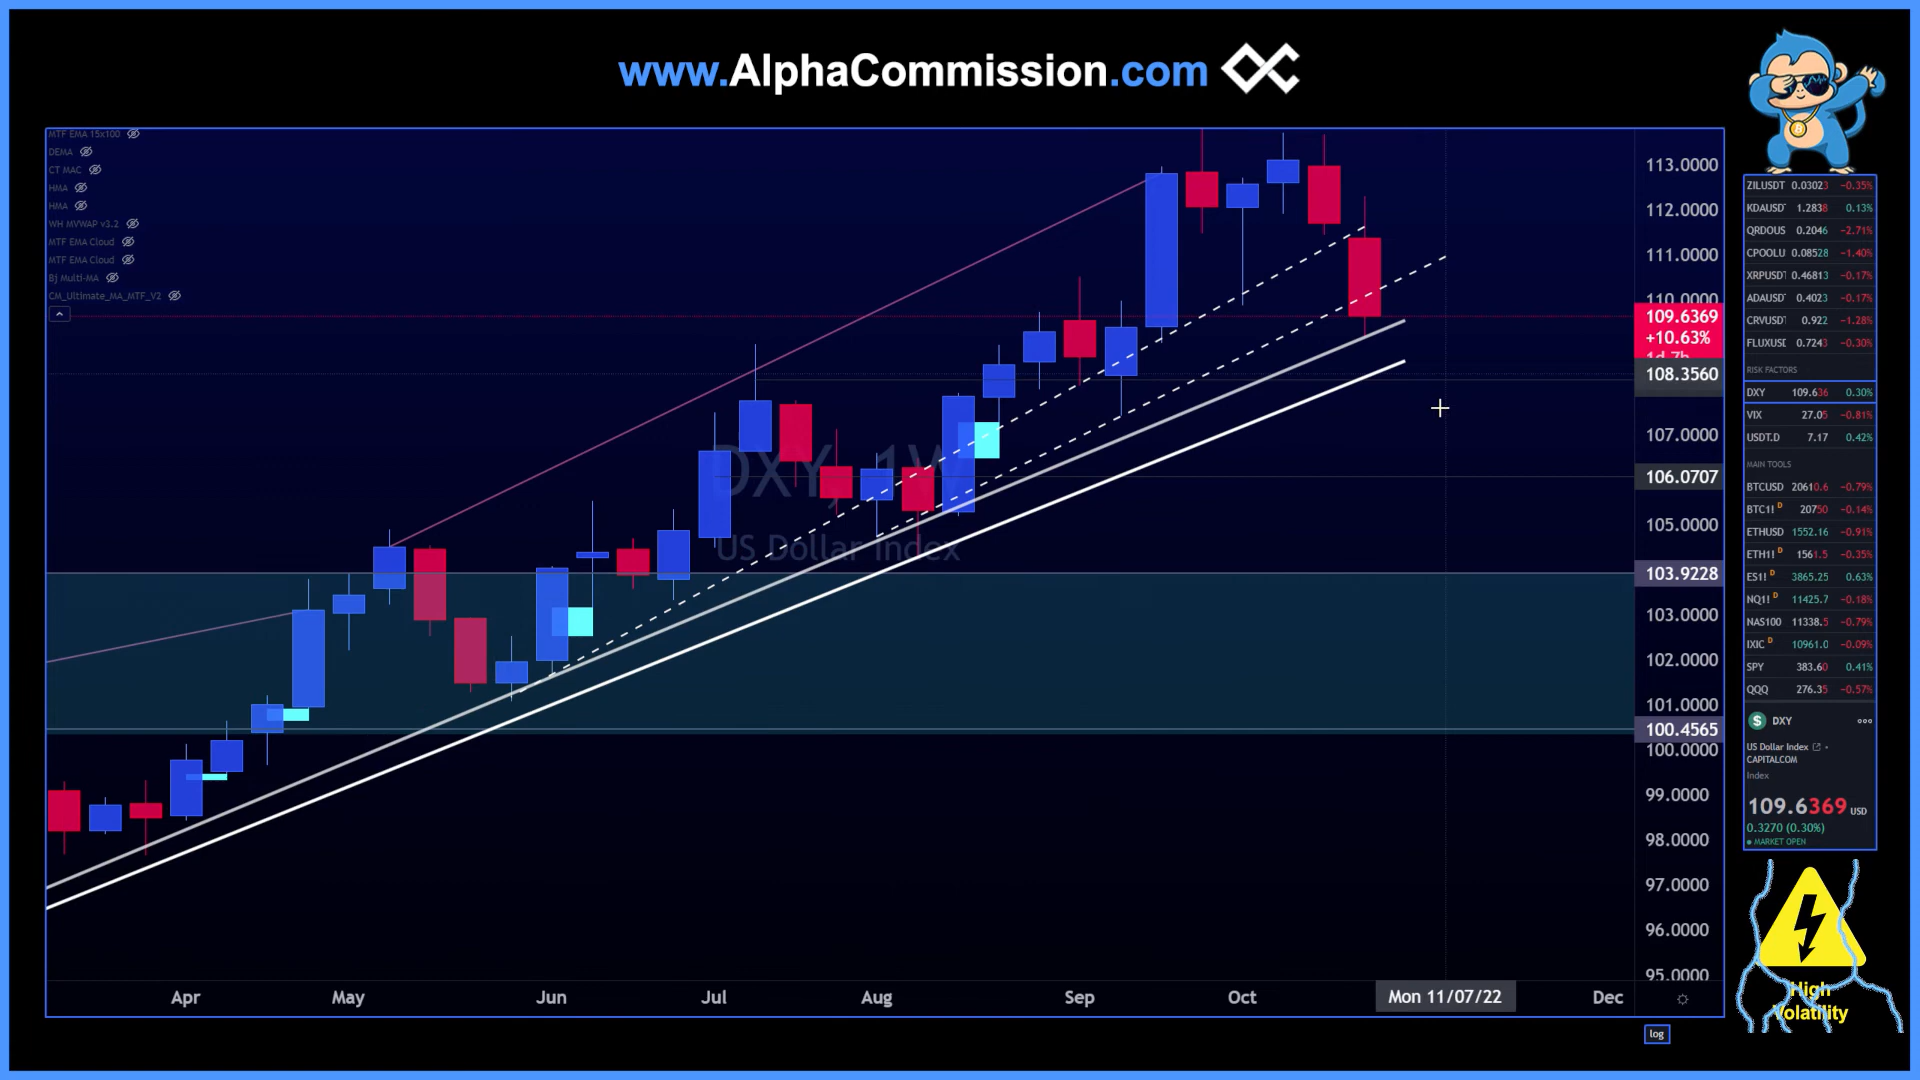 www.AlphaCommission.com
MTF EMA 15x100
DEMA
CT MAC
HMA
HMA
WH MVWAP v3.2
MTF EMA Cloud
MTF EMA Cloud
Bj Multi-MA
CM_Ultimate_MA_MTF_V2
DXY, 1W
US Dollar Index
113.0000
112.0000
111.0000
110.0000
109.6369
+10.63%
1d 7h
108.3560
107.0000
106.0707
105.0000
103.9228
103.0000
102.0000
101.0000
100.4565
100.0000
99.0000
98.0000
97.0000
96.0000
95.0000
Apr May Jun Jul Aug Sep Oct Mon 11/07/22 Dec
log
ZILUSDT 0.03023 −0.35%
KDAUSDT 1.2838 0.13%
QRDOUS 0.2046 −2.71%
CPOOLU 0.08528 −1.40%
XRPUSDT 0.46813 −0.17%
ADAUSDT 0.4023 −0.17%
CRVUSDT 0.922 −1.28%
FLUXUSD 0.7243 −0.30%
RISK FACTORS
DXY 109.636 0.30%
VIX 27.05 −0.81%
USDT.D 7.17 0.42%
MAIN TOOLS
BTCUSD 20610.6 −0.79%
BTC1! D 20750 −0.14%
ETHUSD 1552.16 −0.91%
ETH1! D 1561.5 −0.35%
ES1! D 3865.25 0.63%
NQ1! D 11425.7 −0.18%
NAS100 11338.5 −0.79%
IXIC D 10961.0 −0.09%
SPY 383.60 0.41%
QQQ 276.35 −0.57%
$ DXY
US Dollar Index
CAPITALCOM
Index
109.6369 USD
0.3270 (0.30%)
MARKET OPEN
High
Volatility